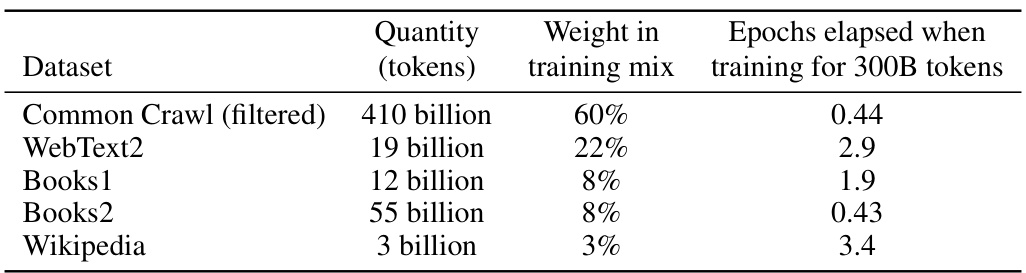 Quantity Weight in Epochs elapsed when
Dataset (tokens) training mix training for 300B tokens
Common Crawl (filtered) 410 billion 60% 0.44
WebText2 19 billion 22% 2.9
Books1 12 billion 8% 1.9
Books2 55 billion 8% 0.43
Wikipedia 3 billion 3% 3.4